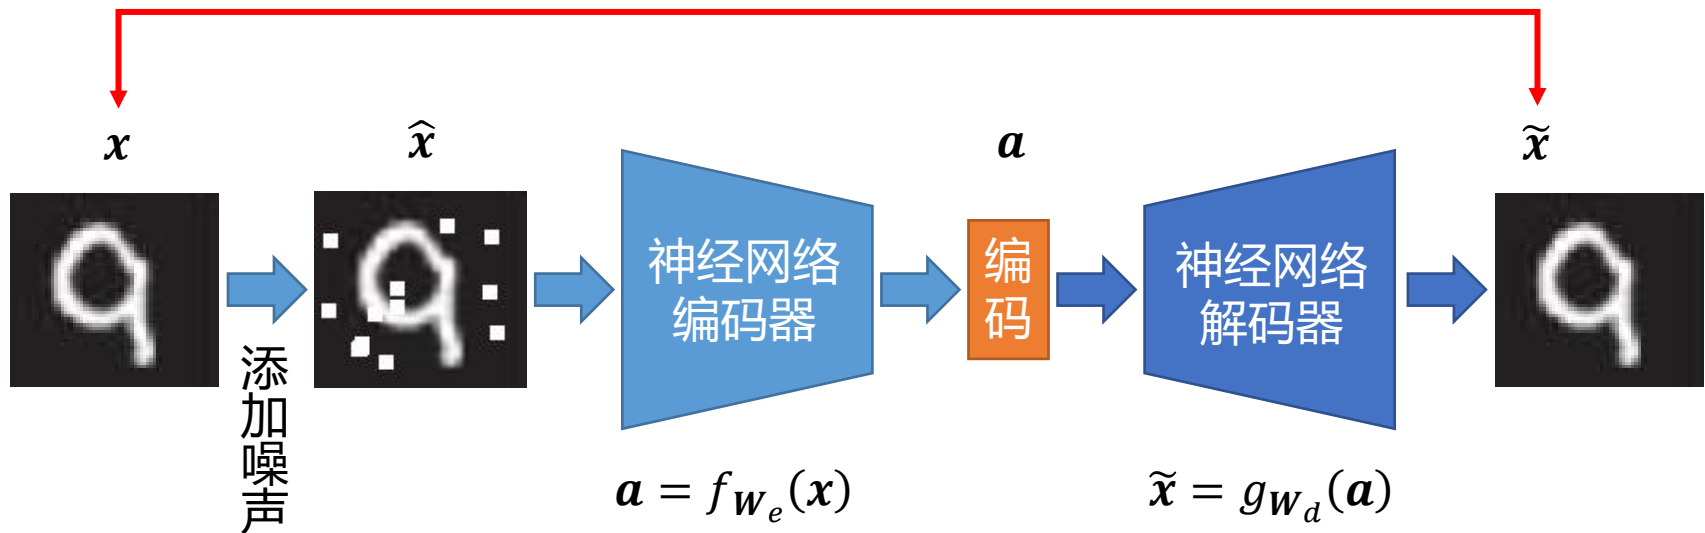 x
x̂
a
x̃
神经网络
编码器
编
码
神经网络
解码器
添
加
噪
声
a = f_{W_e}(x)
x̃ = g_{W_d}(a)